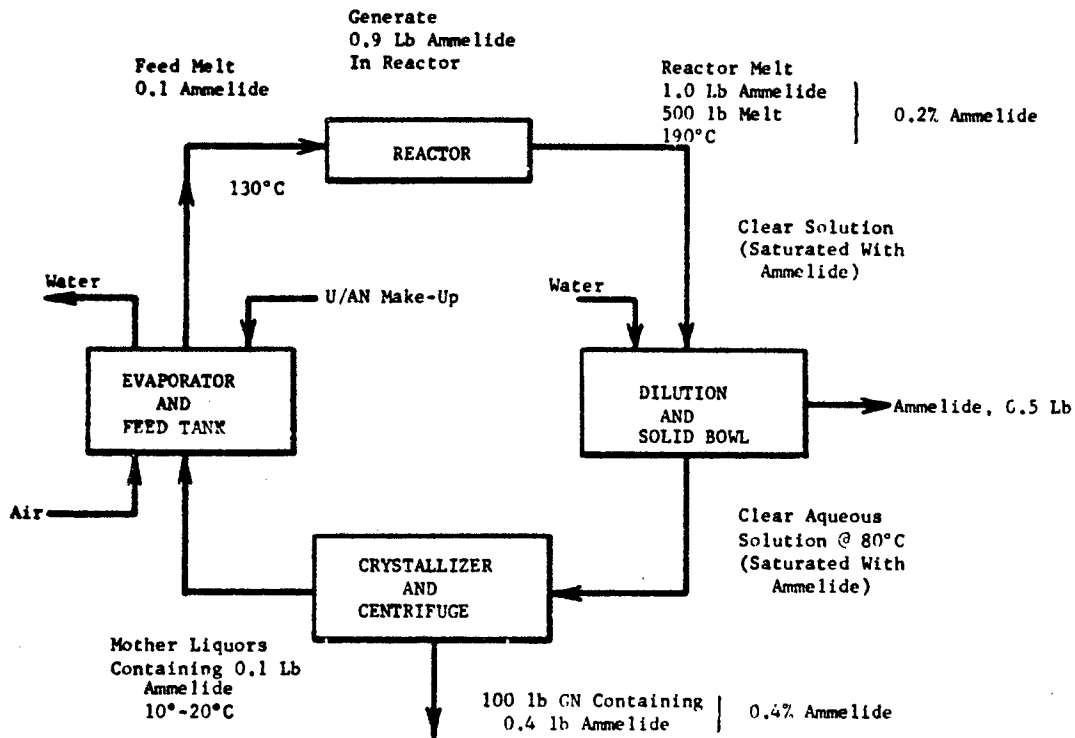 Generate
0.9 Lb Ammelide
In Reactor
Feed Melt
0.1 Ammelide
Reactor Melt
1.0 Lb Ammelide
500 lb Melt
190°C
0.2% Ammelide
REACTOR
130°C
Clear Solution
(Saturated With
Ammelide)
Water
U/AN Make-Up
Water
EVAPORATOR
AND
FEED TANK
DILUTION
AND
SOLID BOWL
Ammelide, 0.5 Lb
Air
Clear Aqueous
Solution @ 80°C
(Saturated With
Ammelide)
CRYSTALLIZER
AND
CENTRIFUGE
Mother Liquors
Containing 0.1 Lb
Ammelide
10°-20°C
100 lb GN Containing
0.4 lb Ammelide
0.4% Ammelide